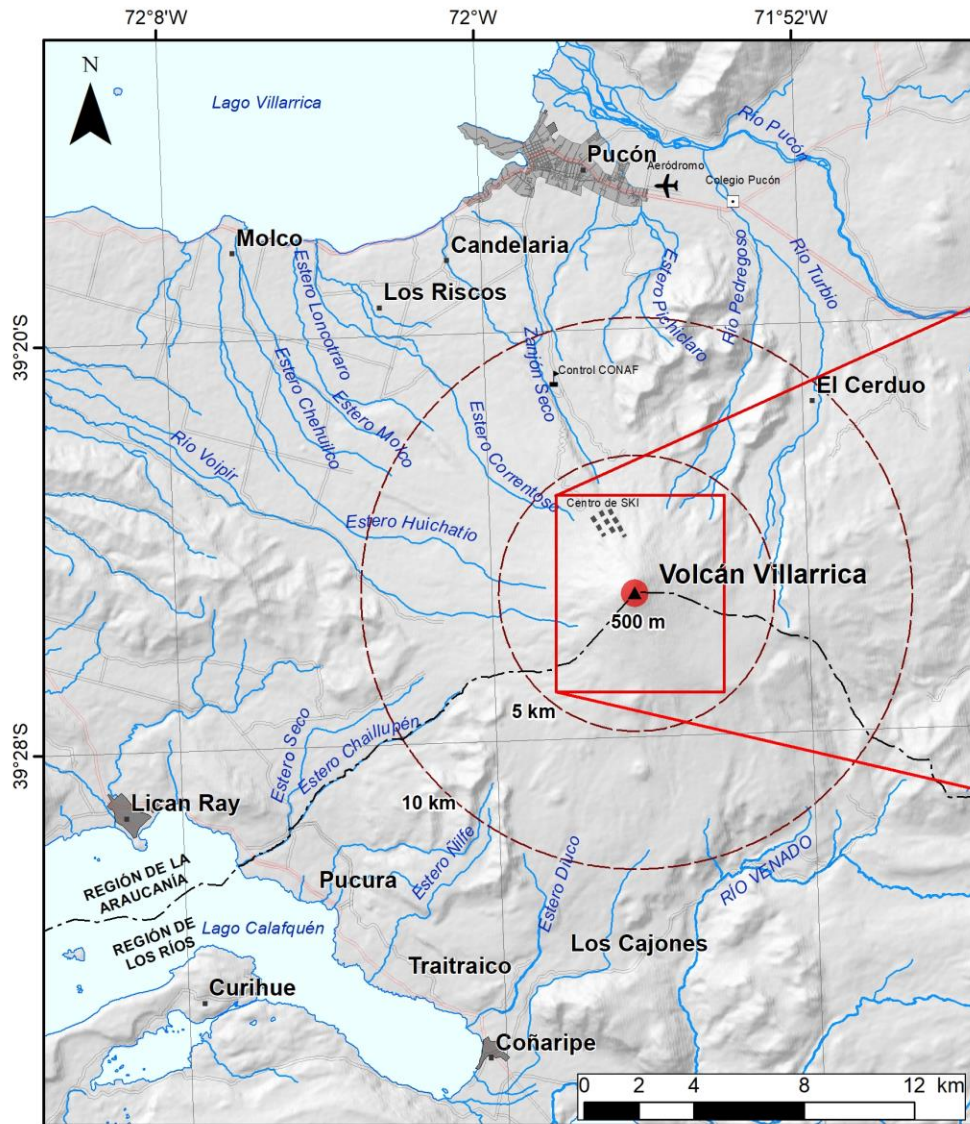 72°8'W
72°W
71°52'W
N
Lago Villarrica
Río Pucón
Pucón
Aeródromo
Colegio Pucón
Molco
Candelaria
Estero Loncotraro
Los Riscos
Estero Pichiclaro
Río Pedregoso
Río Turbio
39°20'S
Zanjón Seco
Control CONAF
El Cerduo
Estero Chehuilco
Estero Molco
Río Voipir
Estero Correntoso
Centro de SKI
Estero Huichatío
Volcán Villarrica
500 m
5 km
39°28'S
Estero Seco
Estero Chaillupén
10 km
Lican Ray
REGIÓN DE LA
ARAUCANÍA
Pucura
Estero Ñilfe
Estero Diuco
RÍO VENADO
REGIÓN DE
LOS RÍOS
Lago Calafquén
Los Cajones
Traitraico
Curihue
Coñaripe
0 2 4 8 12 km